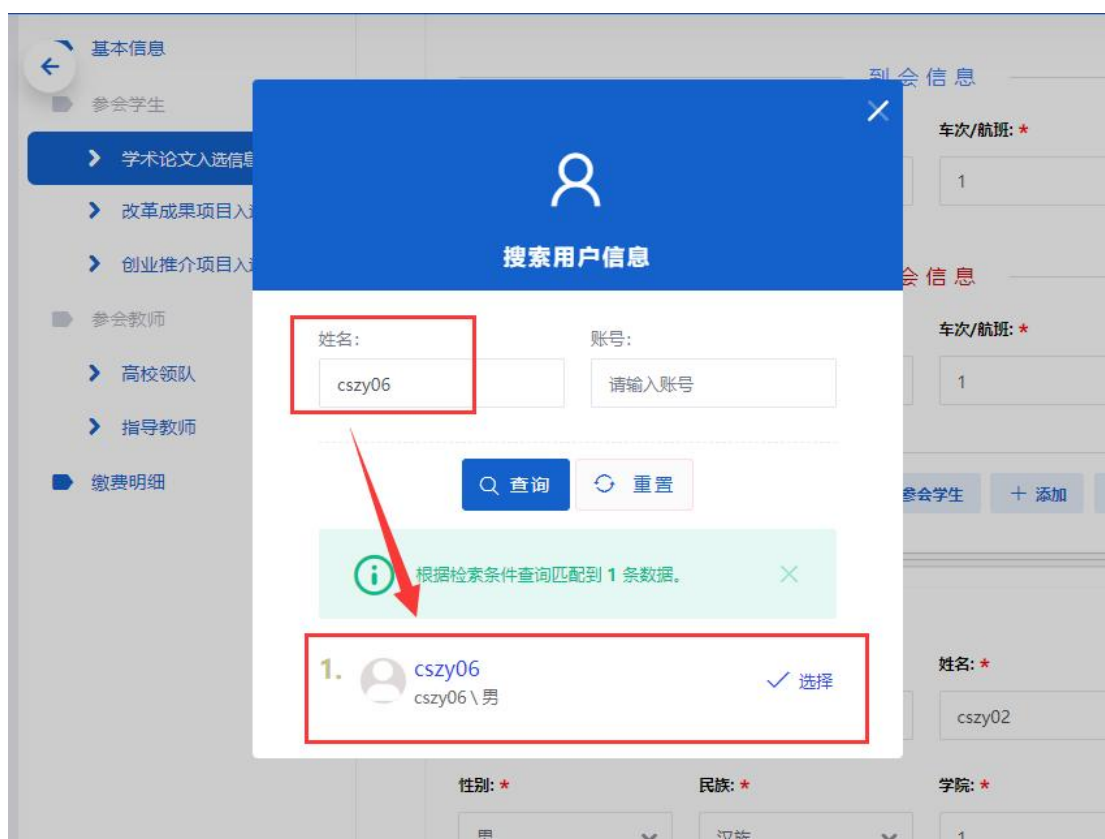 基本信息
参会学生
学术论文入选信息
改革成果项目入
创业推介项目入
参会教师
高校领队
指导教师
缴费明细
到会信息
车次/航班: *
1
会信息
车次/航班: *
1
参会学生
添加
姓名: *
cszy02
性别: *
民族: *
学院: *
男
汉族
1
搜索用户信息
姓名:
账号:
cszy06
请输入账号
查询
重置
根据检索条件查询匹配到 1 条数据。
1.
cszy06
cszy06 \ 男
选择